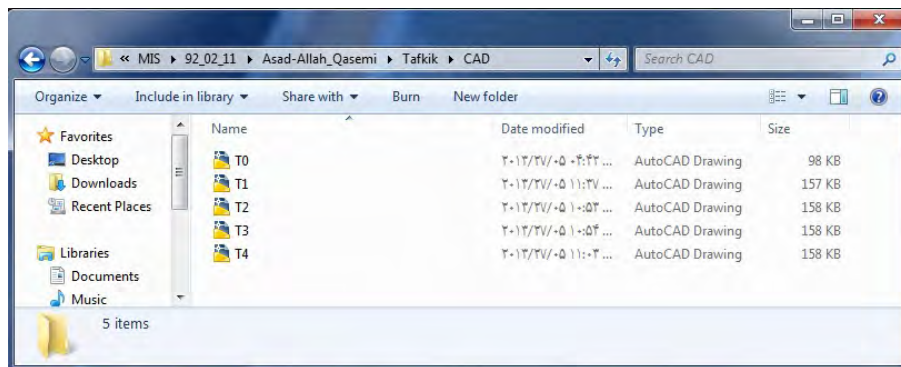 « MIS ▸ 92_02_11 ▸ Asad-Allah_Qasemi ▸ Tafkik ▸ CAD Search CAD
Organize Include in library Share with Burn New folder
Favorites
Desktop
Downloads
Recent Places
Libraries
Documents
Music
Name Date modified Type Size
T0 ۲۰۱۳/۲۷/۰۵ ۰۴:۴۲ ... AutoCAD Drawing 98 KB
T1 ۲۰۱۳/۲۷/۰۵ ۱۱:۲۷ ... AutoCAD Drawing 157 KB
T2 ۲۰۱۳/۲۷/۰۵ ۱۰:۵۳ ... AutoCAD Drawing 158 KB
T3 ۲۰۱۳/۲۷/۰۵ ۱۰:۵۴ ... AutoCAD Drawing 158 KB
T4 ۲۰۱۳/۲۷/۰۵ ۱۱:۰۳ ... AutoCAD Drawing 158 KB
5 items